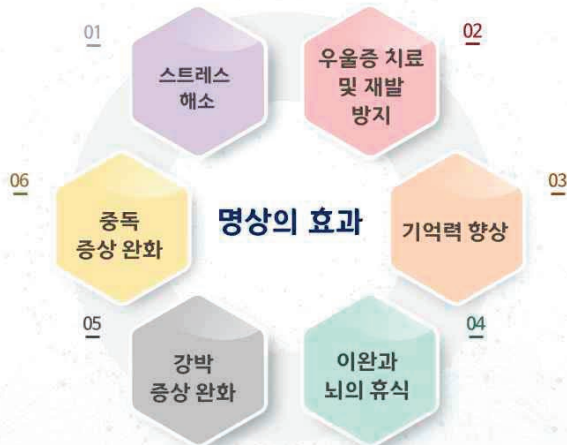 명상의 효과
01
스트레스
해소
02
우울증 치료
및 재발
방지
03
기억력 향상
04
이완과
뇌의 휴식
05
강박
증상 완화
06
중독
증상 완화